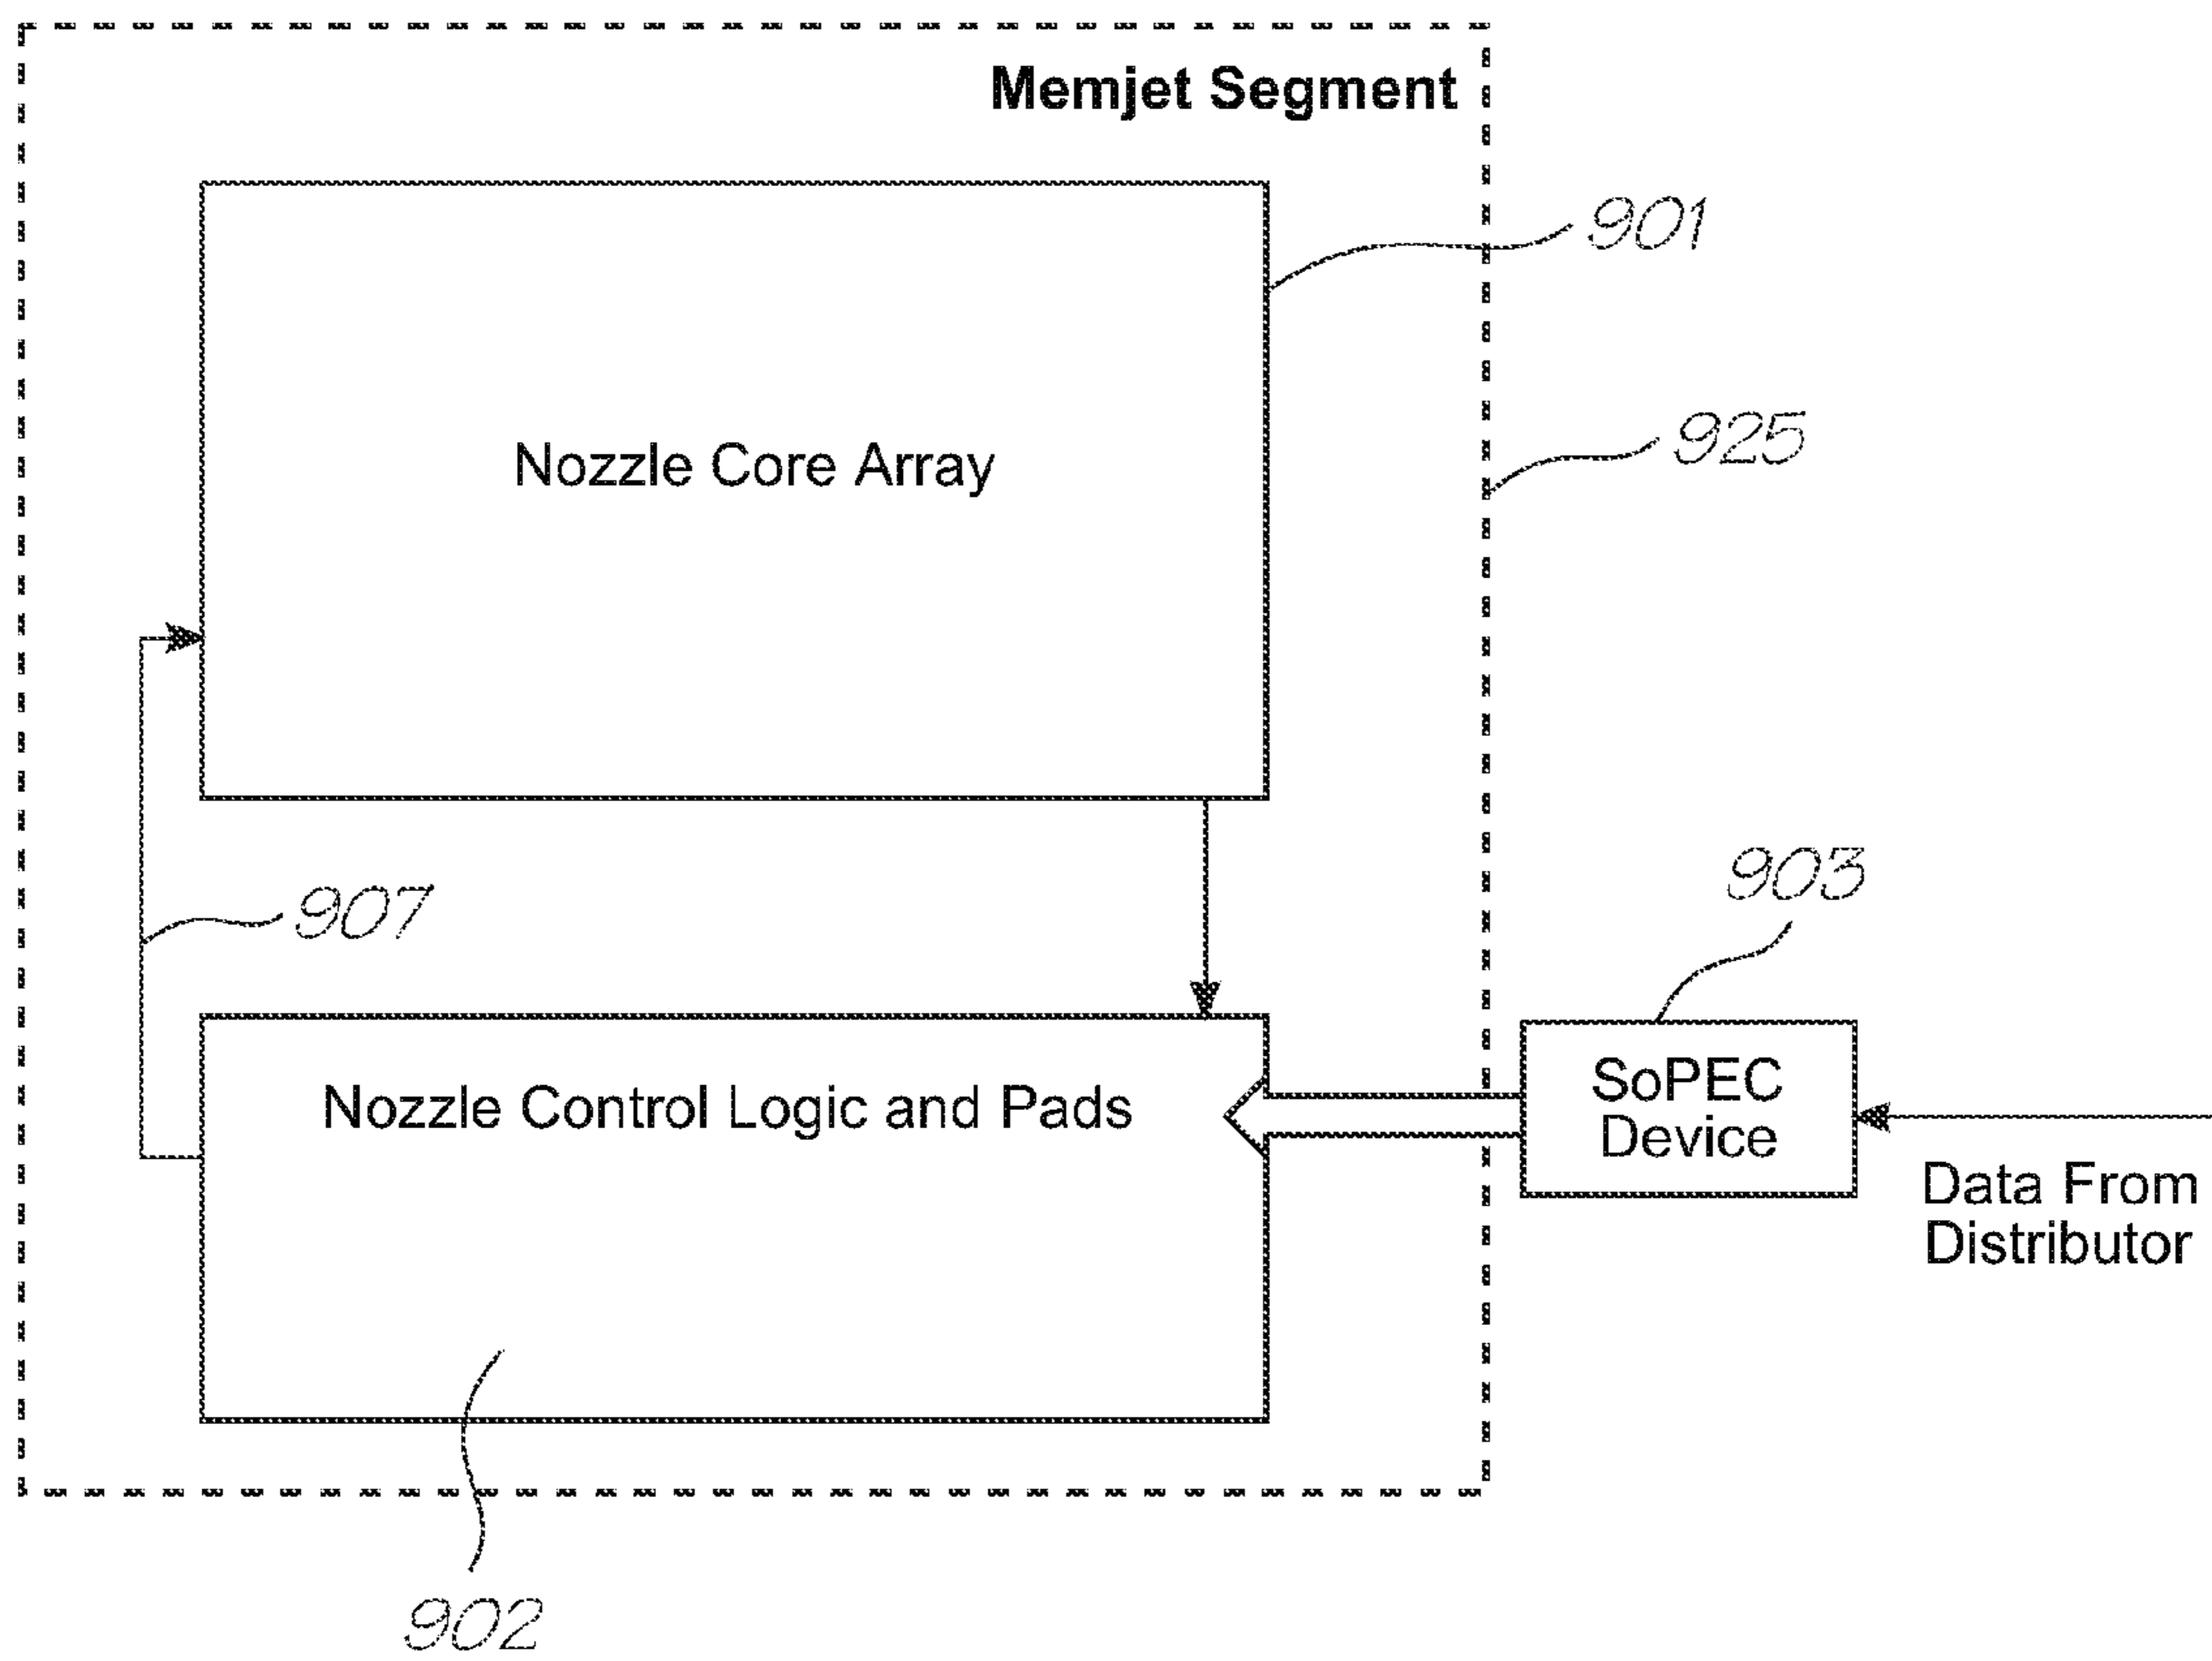 Memjet Segment
901
Nozzle Core Array
925
903
907
SoPEC
Device
Nozzle Control Logic and Pads
Data From
Distributor
902